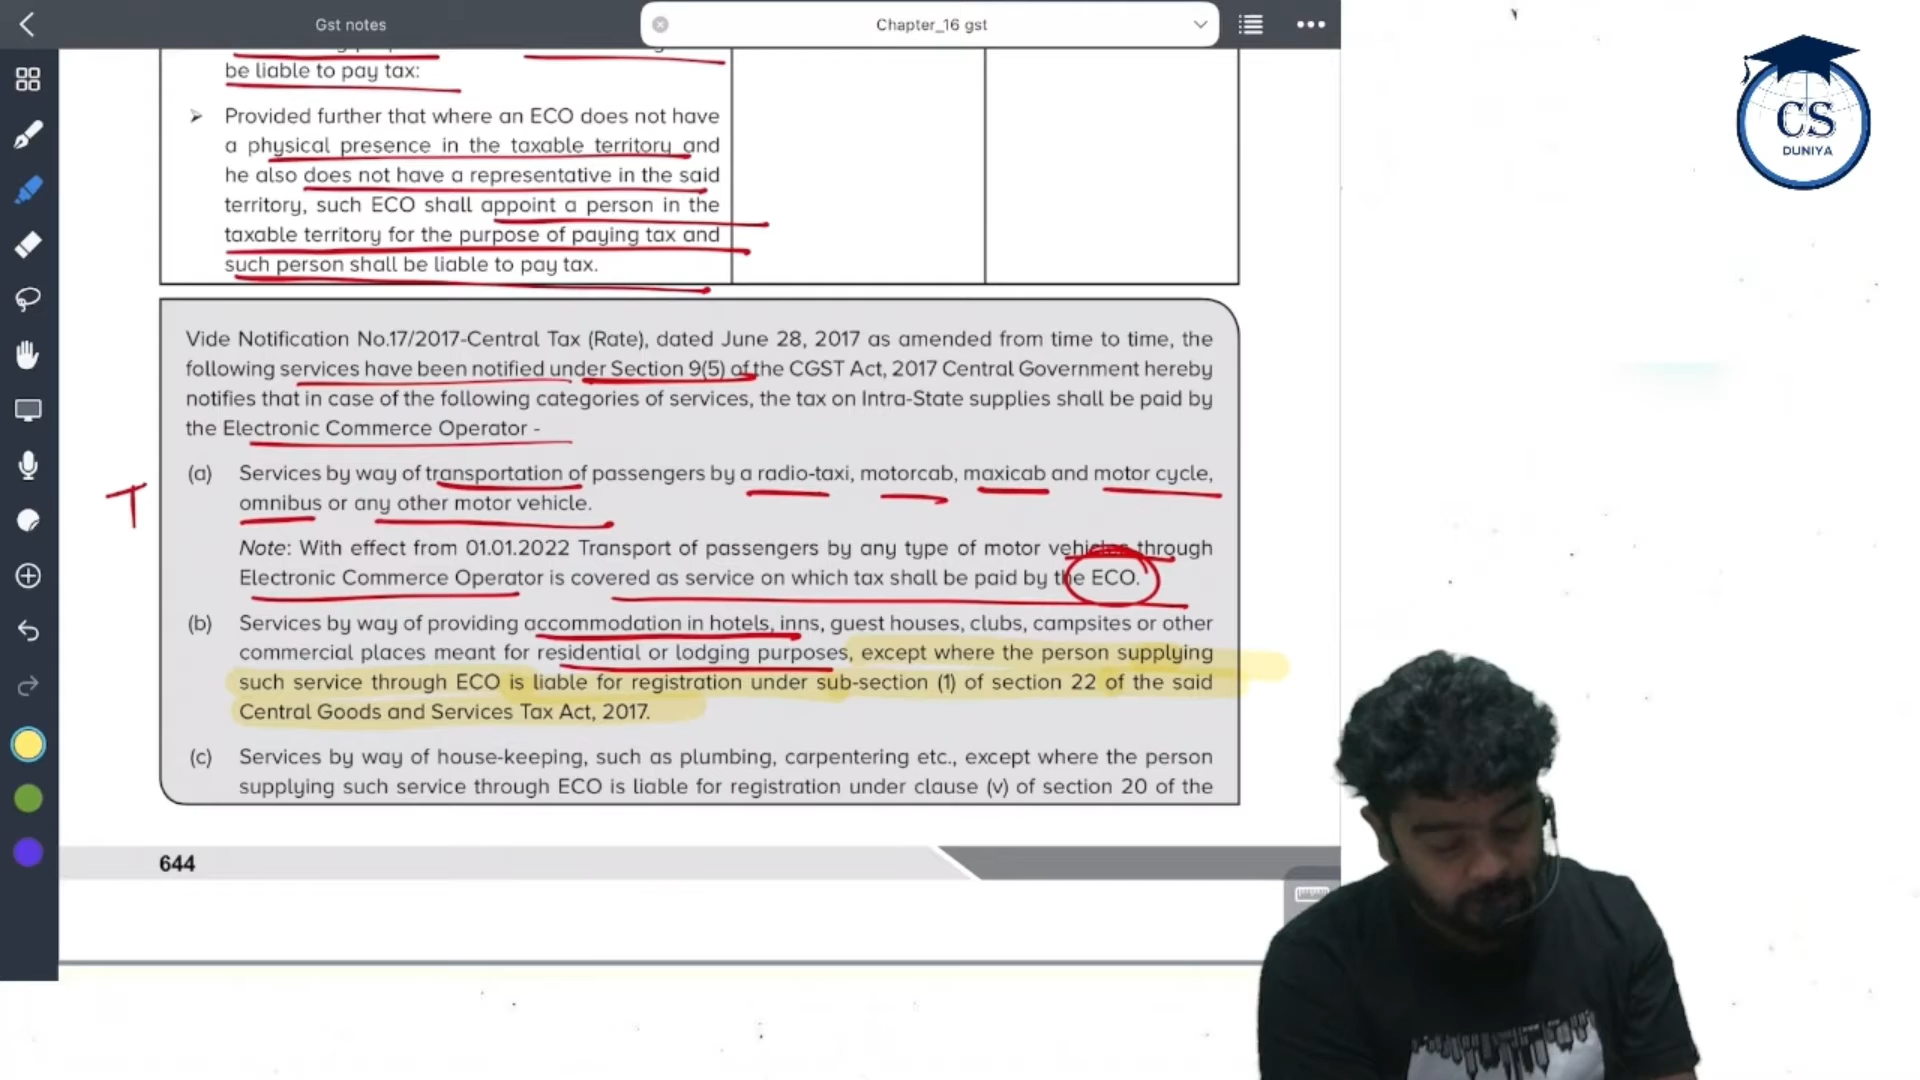 Gst notes
Chapter_16 gst
be liable to pay tax:
➤ Provided further that where an ECO does not have
a physical presence in the taxable territory and
he also does not have a representative in the said
territory, such ECO shall appoint a person in the
taxable territory for the purpose of paying tax and
such person shall be liable to pay tax.
Vide Notification No.17/2017-Central Tax (Rate), dated June 28, 2017 as amended from time to time, the
following services have been notified under Section 9(5) of the CGST Act, 2017 Central Government hereby
notifies that in case of the following categories of services, the tax on Intra-State supplies shall be paid by
the Electronic Commerce Operator -
(a) Services by way of transportation of passengers by a radio-taxi, motorcab, maxicab and motor cycle,
omnibus or any other motor vehicle.
T
Note: With effect from 01.01.2022 Transport of passengers by any type of motor vehicles through
Electronic Commerce Operator is covered as service on which tax shall be paid by the ECO.
(b) Services by way of providing accommodation in hotels, inns, guest houses, clubs, campsites or other
commercial places meant for residential or lodging purposes, except where the person supplying
such service through ECO is liable for registration under sub-section (1) of section 22 of the said
Central Goods and Services Tax Act, 2017.
(c) Services by way of house-keeping, such as plumbing, carpentering etc., except where the person
supplying such service through ECO is liable for registration under clause (v) of section 20 of the
644
CS
DUNIYA